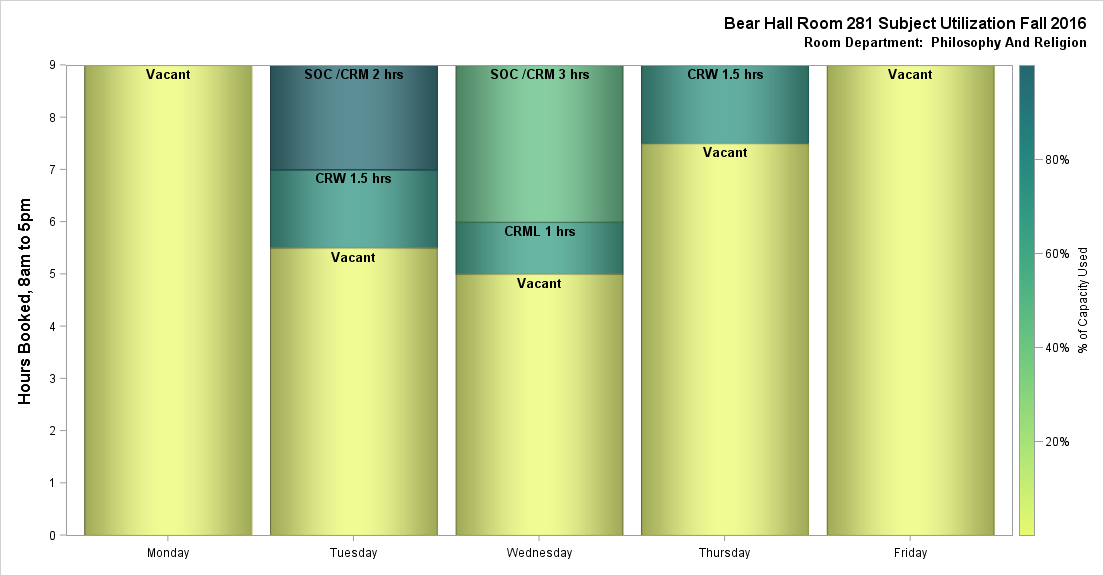 Bear Hall Room 281 Subject Utilization Fall 2016
Room Department:  Philosophy And Religion
Hours Booked, 8am to 5pm
9
8
7
6
5
4
3
2
1
0
Vacant
SOC /CRM 2 hrs
CRW 1.5 hrs
Vacant
SOC /CRM 3 hrs
CRML 1 hrs
Vacant
CRW 1.5 hrs
Vacant
Vacant
Monday
Tuesday
Wednesday
Thursday
Friday
80%
60%
40%
20%
% of Capacity Used